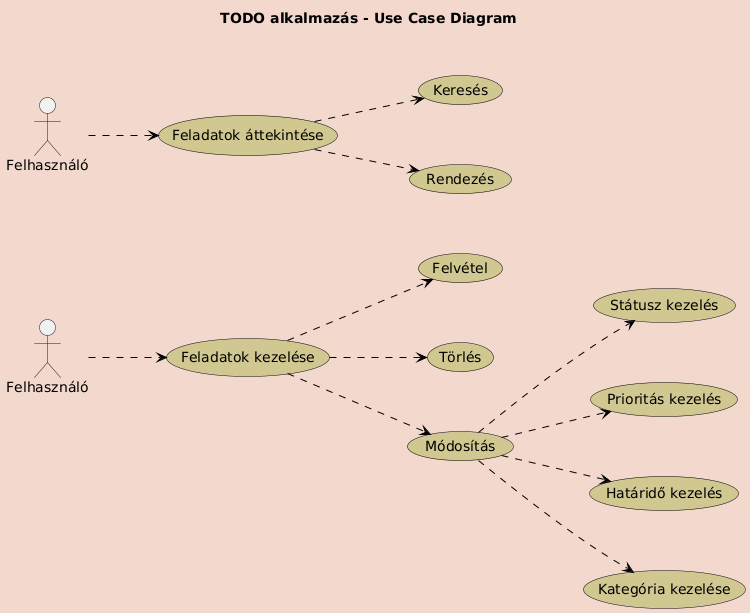 TODO alkalmazás - Use Case Diagram
Keresés
Feladatok áttekintése
Felhasználó
Rendezés
Felvétel
Státusz kezelés
Feladatok kezelése
Törlés
Felhasználó
Prioritás kezelés
Módosítás
Határidő kezelés
Kategória kezelése